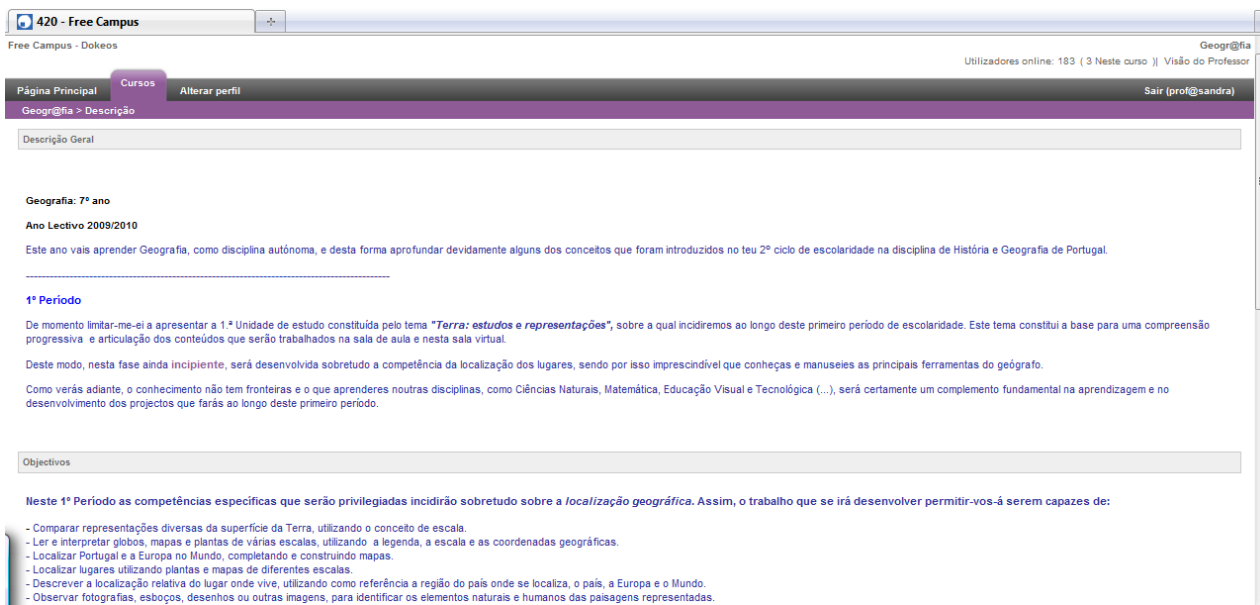 420 - Free Campus
Free Campus - Dokeos
Geogr@fia
Utilizadores online: 183 ( 3 Neste curso )| Visão do Professor
Página Principal
Cursos
Alterar perfil
Sair (prof@sandra)
Geogr@fia > Descrição
Descrição Geral
Geografia: 7º ano
Ano Lectivo 2009/2010
Este ano vais aprender Geografia, como disciplina autónoma, e desta forma aprofundar devidamente alguns dos conceitos que foram introduzidos no teu 2º ciclo de escolaridade na disciplina de História e Geografia de Portugal.
--------------------------------------------------------------------------------------------
1º Período
De momento limitar-me-ei a apresentar a 1.ª Unidade de estudo constituída pelo tema "Terra: estudos e representações", sobre a qual incidiremos ao longo deste primeiro período de escolaridade. Este tema constitui a base para uma compreensão
progressiva e articulação dos conteúdos que serão trabalhados na sala de aula e nesta sala virtual.
Deste modo, nesta fase ainda incipiente, será desenvolvida sobretudo a competência da localização dos lugares, sendo por isso imprescindível que conheças e manuseies as principais ferramentas do geógrafo.
Como verás adiante, o conhecimento não tem fronteiras e o que aprenderes noutras disciplinas, como Ciências Naturais, Matemática, Educação Visual e Tecnológica (...), será certamente um complemento fundamental na aprendizagem e no
desenvolvimento dos projectos que farás ao longo deste primeiro período.
Objectivos
Neste 1º Período as competências específicas que serão privilegiadas incidirão sobretudo sobre a localização geográfica. Assim, o trabalho que se irá desenvolver permitir-vos-á serem capazes de:
- Comparar representações diversas da superfície da Terra, utilizando o conceito de escala.
- Ler e interpretar globos, mapas e plantas de várias escalas, utilizando a legenda, a escala e as coordenadas geográficas.
- Localizar Portugal e a Europa no Mundo, completando e construindo mapas.
- Localizar lugares utilizando plantas e mapas de diferentes escalas.
- Descrever a localização relativa do lugar onde vive, utilizando como referência a região do país onde se localiza, o país, a Europa e o Mundo.
- Observar fotografias, esboços, desenhos ou outras imagens, para identificar os elementos naturais e humanos das paisagens representadas.